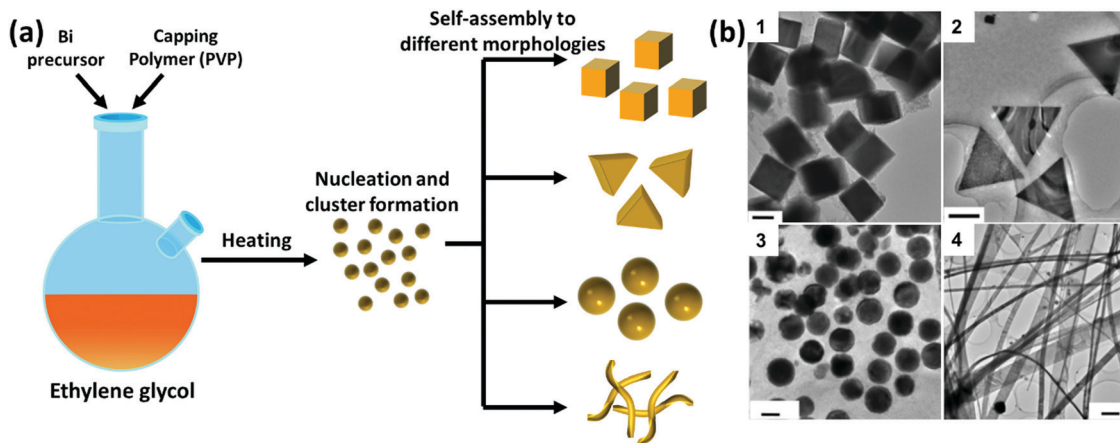 (a)
Bi
precursor
Capping
Polymer (PVP)
Ethylene glycol
Heating
Nucleation and
cluster formation
Self-assembly to
different morphologies
(b)
1
2
3
4